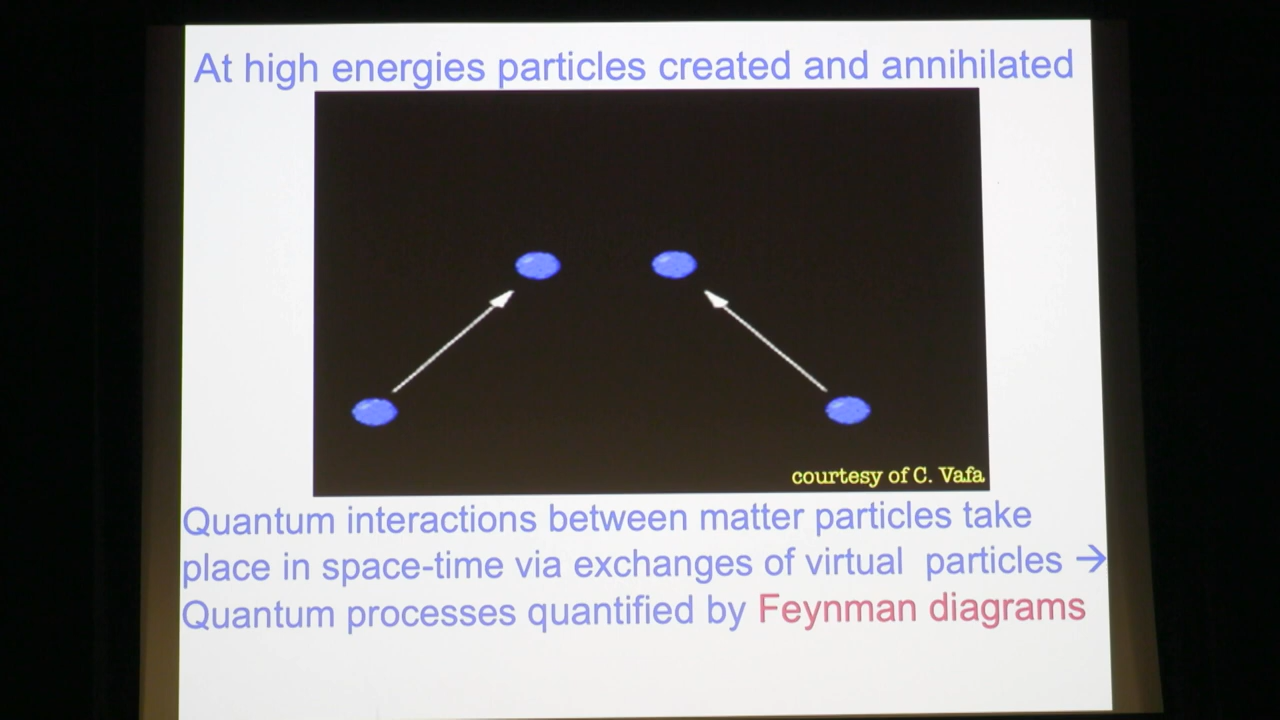 At high energies particles created and annihilated
courtesy of C. Vafa
Quantum interactions between matter particles take
place in space-time via exchanges of virtual particles →
Quantum processes quantified by Feynman diagrams